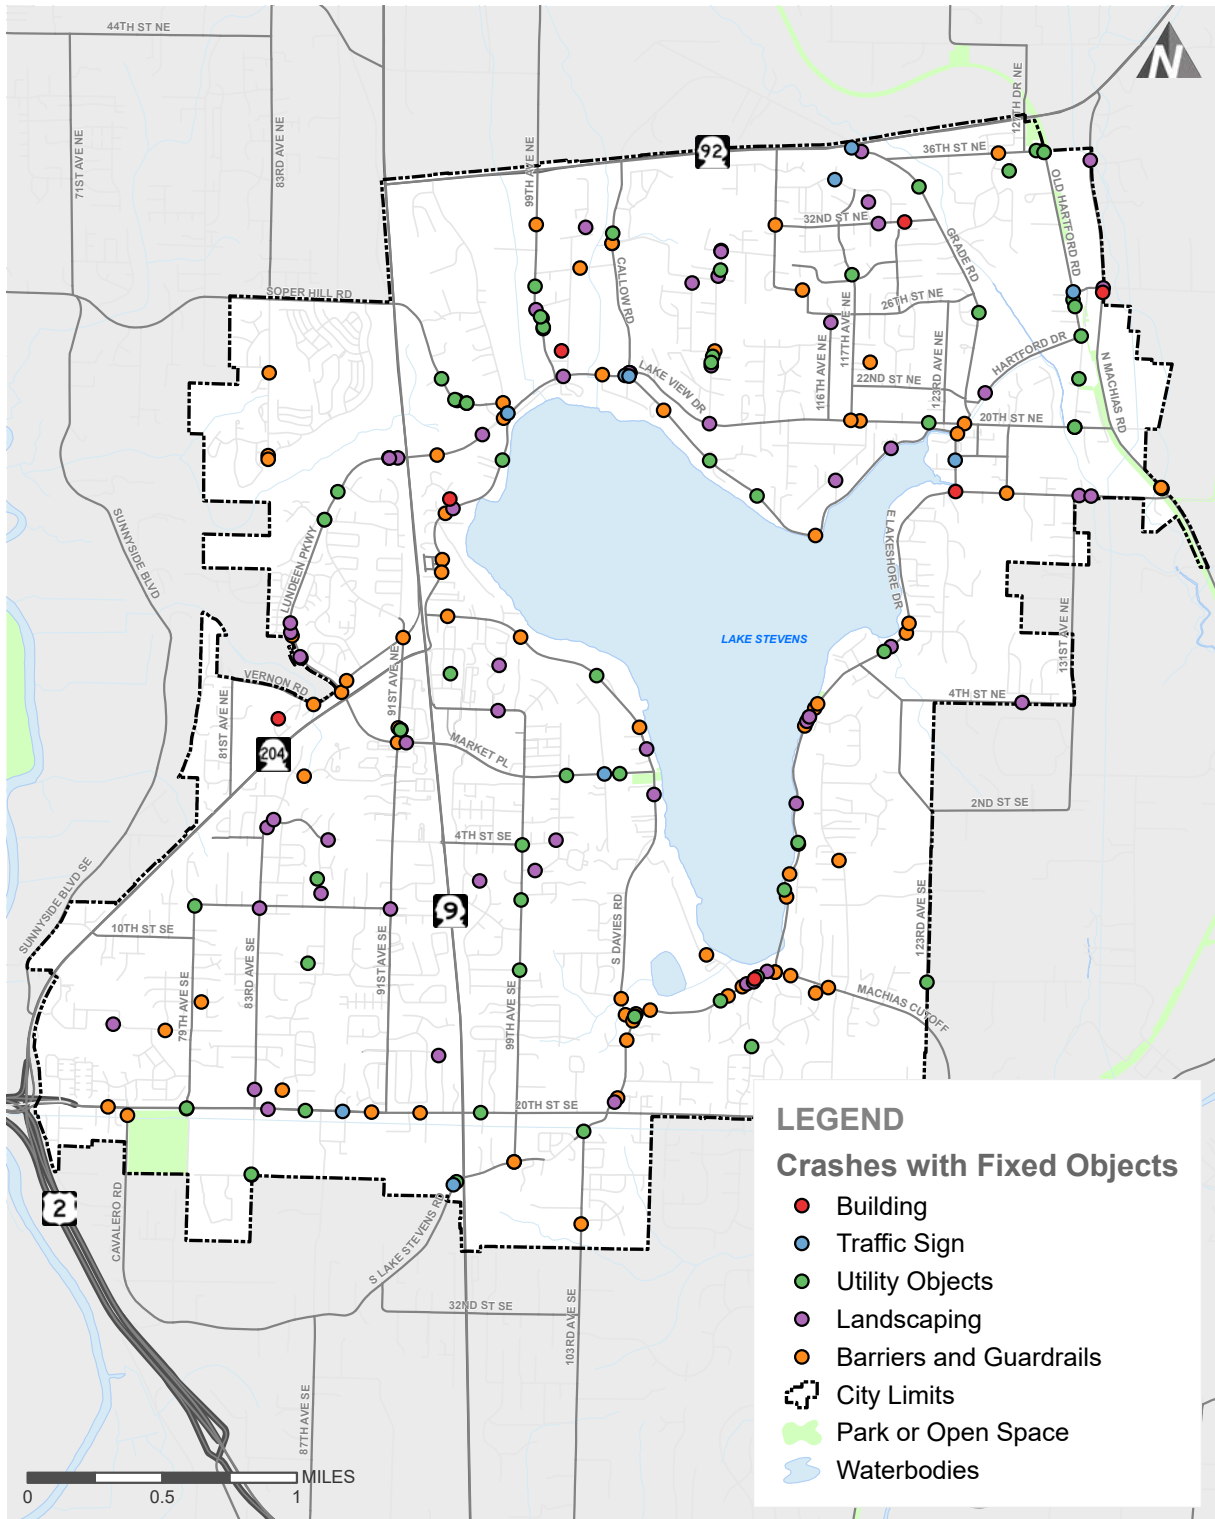 44TH ST NE
71ST AVE NE
83RD AVE NE
99TH AVE NE
92
127TH DR NE
36TH ST NE
OLD HARTFORD RD
32ND ST NE
GRADE RD
CALLOW RD
SOPER HILL RD
26TH ST NE
117TH AVE NE
116TH AVE NE
123RD AVE NE
HARTFORD DR
N MACHIAS RD
LAKE VIEW DR
22ND ST NE
20TH ST NE
SUNNYSIDE BLVD
LUNDEEN PKWY
E LAKESHORE DR
LAKE STEVENS
131ST AVE NE
VERNON RD
91ST AVE NE
81ST AVE NE
4TH ST NE
204
MARKET PL
2ND ST SE
4TH ST SE
SUNNYSIDE BLVD SE
9
10TH ST SE
S DAVIES RD
123RD AVE SE
83RD AVE SE
91ST AVE SE
79TH AVE SE
99TH AVE SE
MACHIAS CUTOFF
20TH ST SE
2
CAVALERO RD
S LAKE STEVENS RD
32ND ST SE
103RD AVE SE
87TH AVE SE
N
LEGEND
Crashes with Fixed Objects
Building
Traffic Sign
Utility Objects
Landscaping
Barriers and Guardrails
City Limits
Park or Open Space
Waterbodies
MILES
0 0.5 1